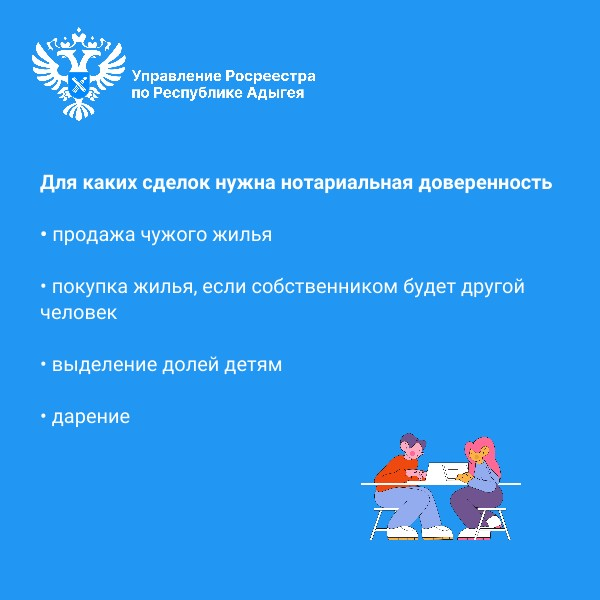 Управление Росреестра
по Республике Адыгея
Для каких сделок нужна нотариальная доверенность
• продажа чужого жилья
• покупка жилья, если собственником будет другой
человек
• выделение долей детям
• дарение